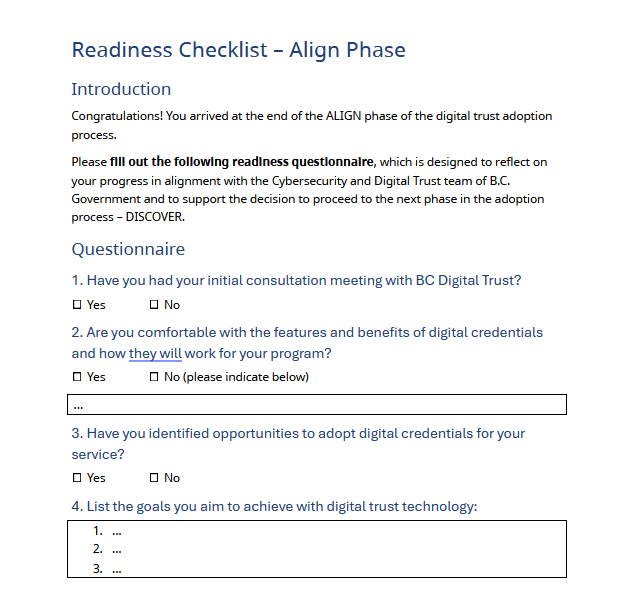 Readiness Checklist – Align Phase
Introduction
Congratulations! You arrived at the end of the ALIGN phase of the digital trust adoption
process.
Please fill out the following readiness questionnaire, which is designed to reflect on
your progress in alignment with the Cybersecurity and Digital Trust team of B.C.
Government and to support the decision to proceed to the next phase in the adoption
process – DISCOVER.
Questionnaire
1. Have you had your initial consultation meeting with BC Digital Trust?
☐ Yes ☐ No
2. Are you comfortable with the features and benefits of digital credentials
and how they will work for your program?
☐ Yes ☐ No (please indicate below)
...
3. Have you identified opportunities to adopt digital credentials for your
service?
☐ Yes ☐ No
4. List the goals you aim to achieve with digital trust technology:
1. ...
2. ...
3. ...